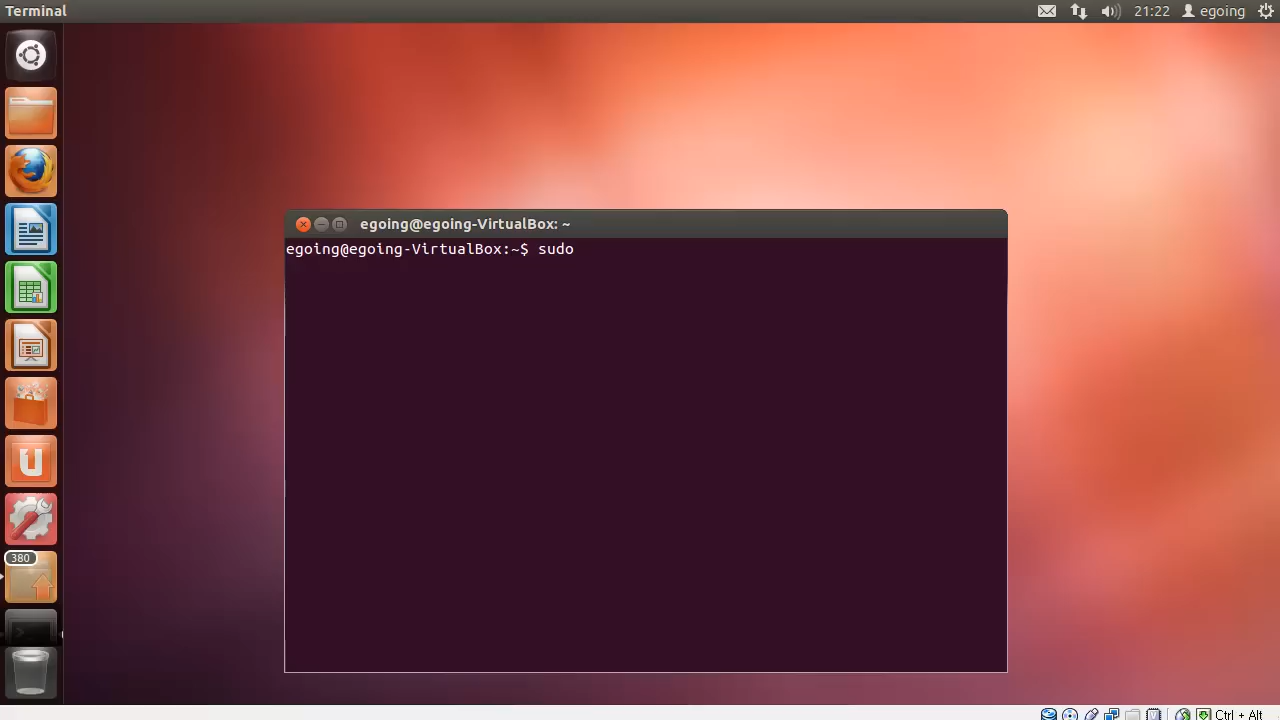 Terminal
21:22 egoing
egoing@egoing-VirtualBox: ~
egoing@egoing-VirtualBox:~$ sudo
380
Ctrl + Alt